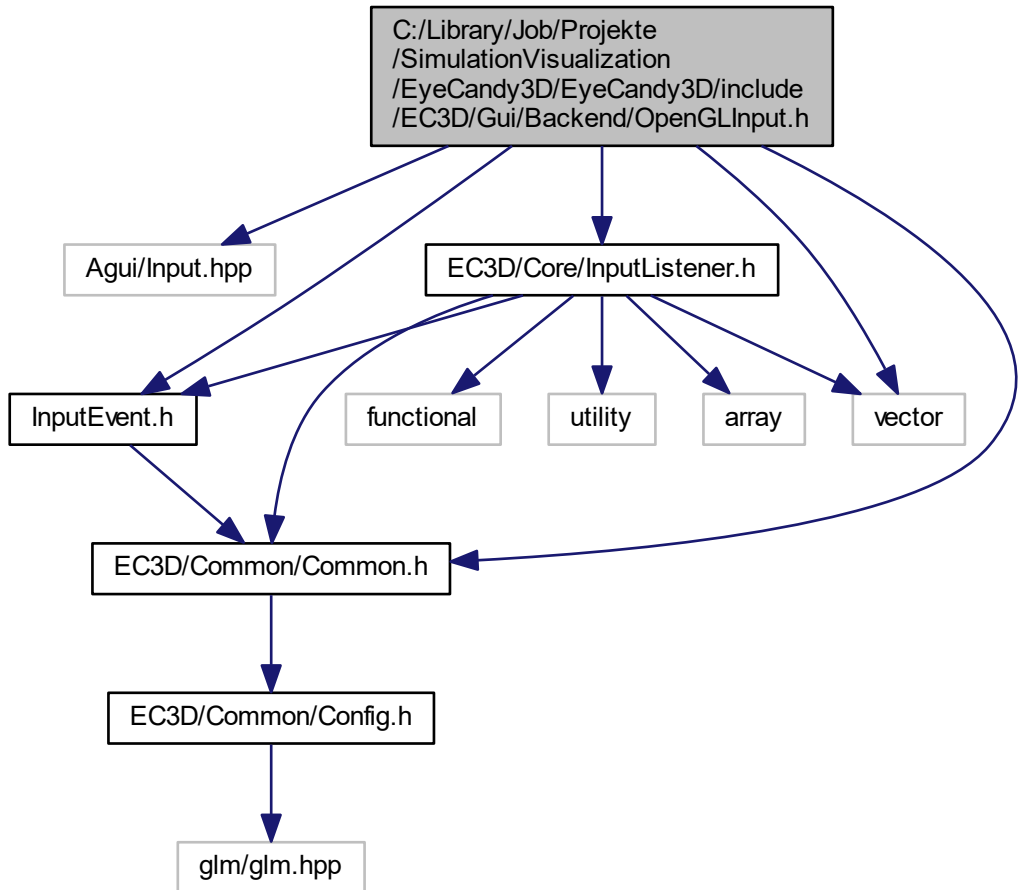 C:/Library/Job/Projekte
/SimulationVisualization
/EyeCandy3D/EyeCandy3D/include
/EC3D/Gui/Backend/OpenGLInput.h
Agui/Input.hpp
EC3D/Core/InputListener.h
InputEvent.h
functional
utility
array
vector
EC3D/Common/Common.h
EC3D/Common/Config.h
glm/glm.hpp